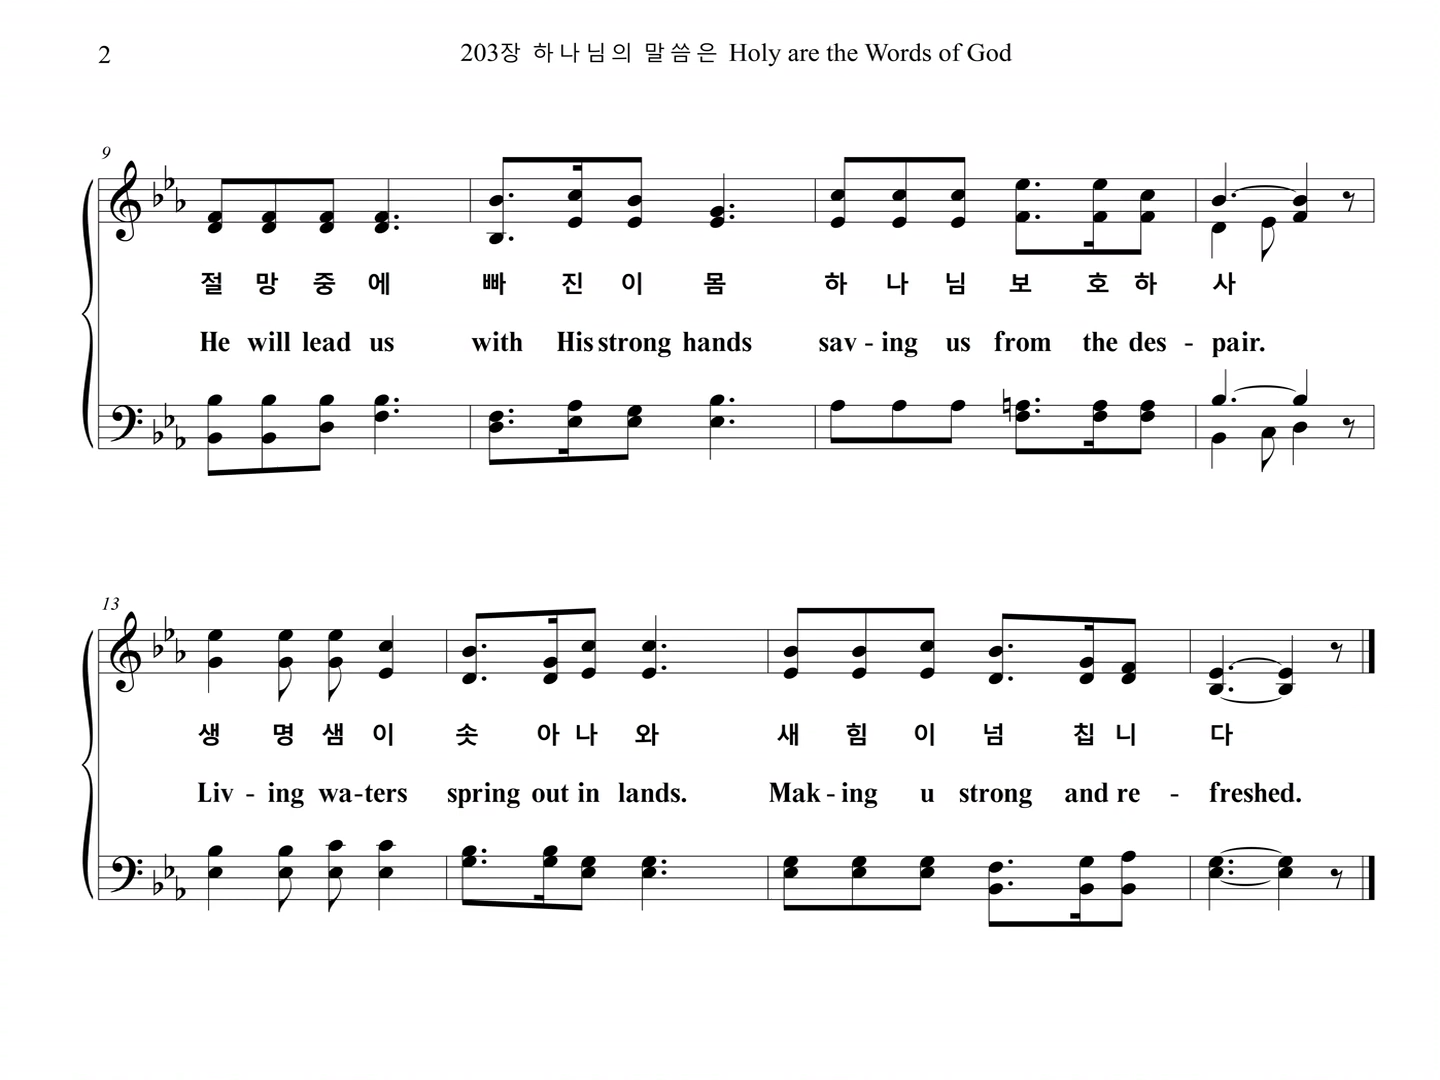 2
203장 하나님의 말씀은 Holy are the Words of God
9
절 망 중 에 빠 진 이 몸 하 나 님 보 호 하 사
He will lead us with His strong hands sav - ing us from the des - pair.
13
생 명 샘 이 솟 아 나 와 새 힘 이 넘 칩 니 다
Liv - ing wa-ters spring out in lands. Mak - ing u strong and re - freshed.